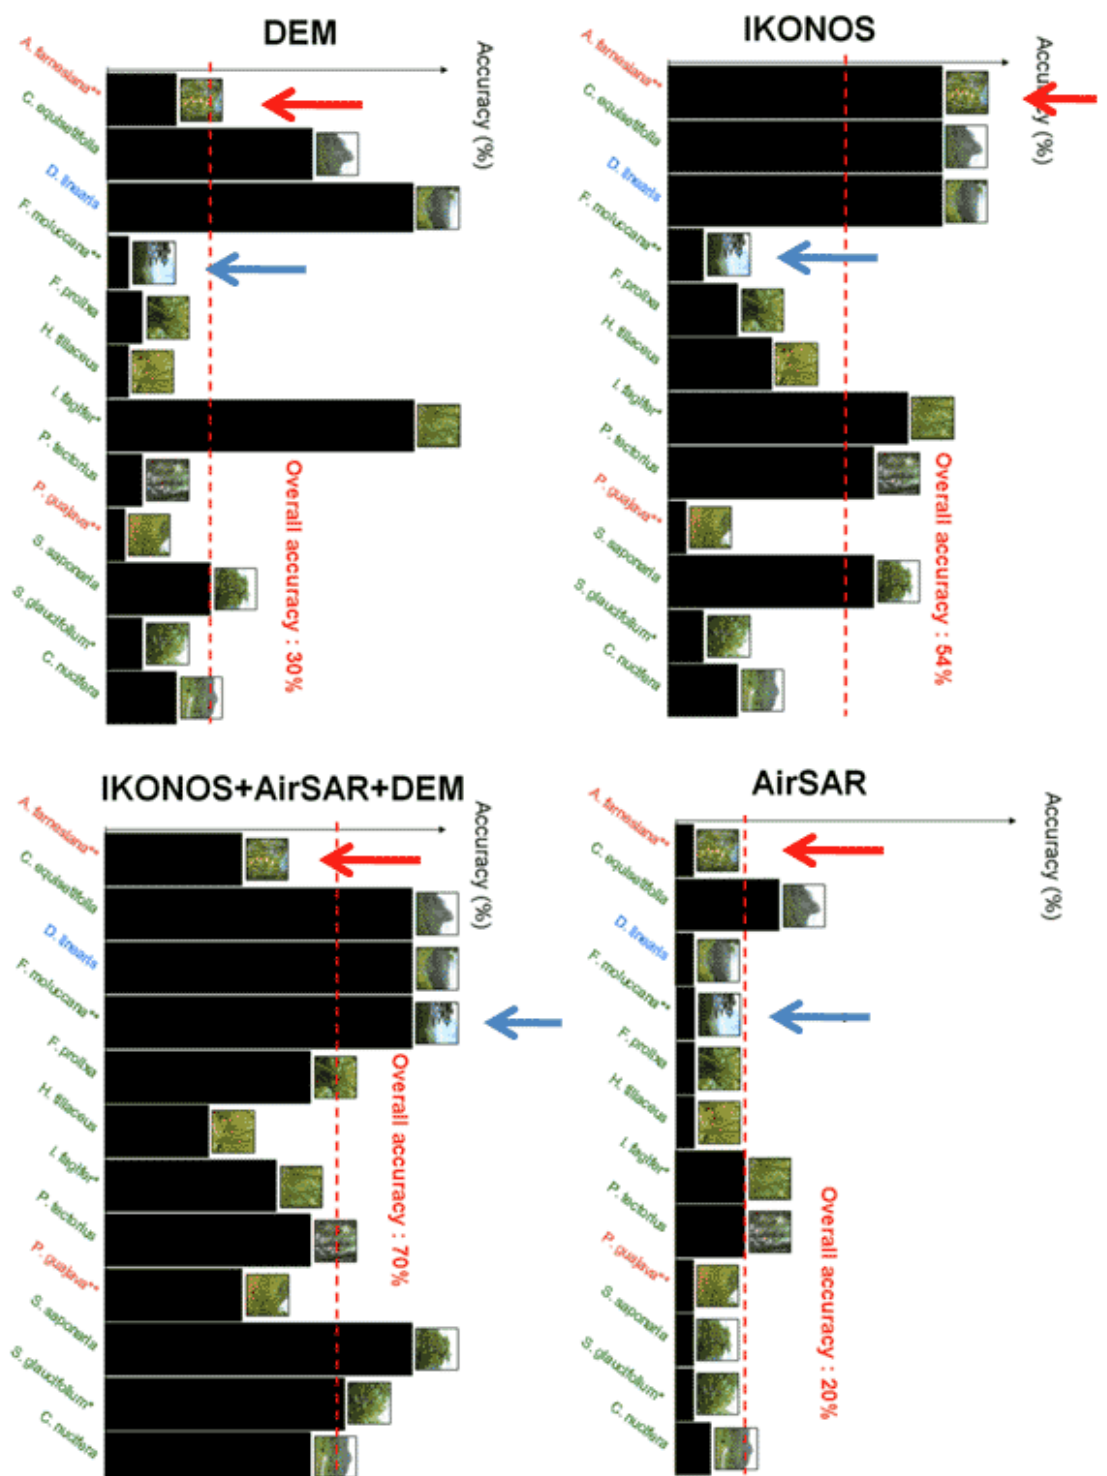 DEM
Accuracy (%)
A. farnesiana**
C. equisetifolia
D. linearis
F. moluccana**
F. prolixa
H. tiliaceus
I. fagifer*
P. tectorius
P. guajava**
S. saponaria
S. glaucifolium*
C. nucifera
Overall accuracy : 30%
IKONOS
Accuracy (%)
A. farnesiana**
C. equisetifolia
D. linearis
F. moluccana**
F. prolixa
H. tiliaceus
I. fagifer*
P. tectorius
P. guajava**
S. saponaria
S. glaucifolium*
C. nucifera
Overall accuracy : 54%
IKONOS+AirSAR+DEM
Accuracy (%)
A. farnesiana**
C. equisetifolia
D. linearis
F. moluccana**
F. prolixa
H. tiliaceus
I. fagifer*
P. tectorius
P. guajava**
S. saponaria
S. glaucifolium*
C. nucifera
Overall accuracy : 70%
AirSAR
Accuracy (%)
A. farnesiana**
C. equisetifolia
D. linearis
F. moluccana**
F. prolixa
H. tiliaceus
I. fagifer*
P. tectorius
P. guajava**
S. saponaria
S. glaucifolium*
C. nucifera
Overall accuracy : 20%